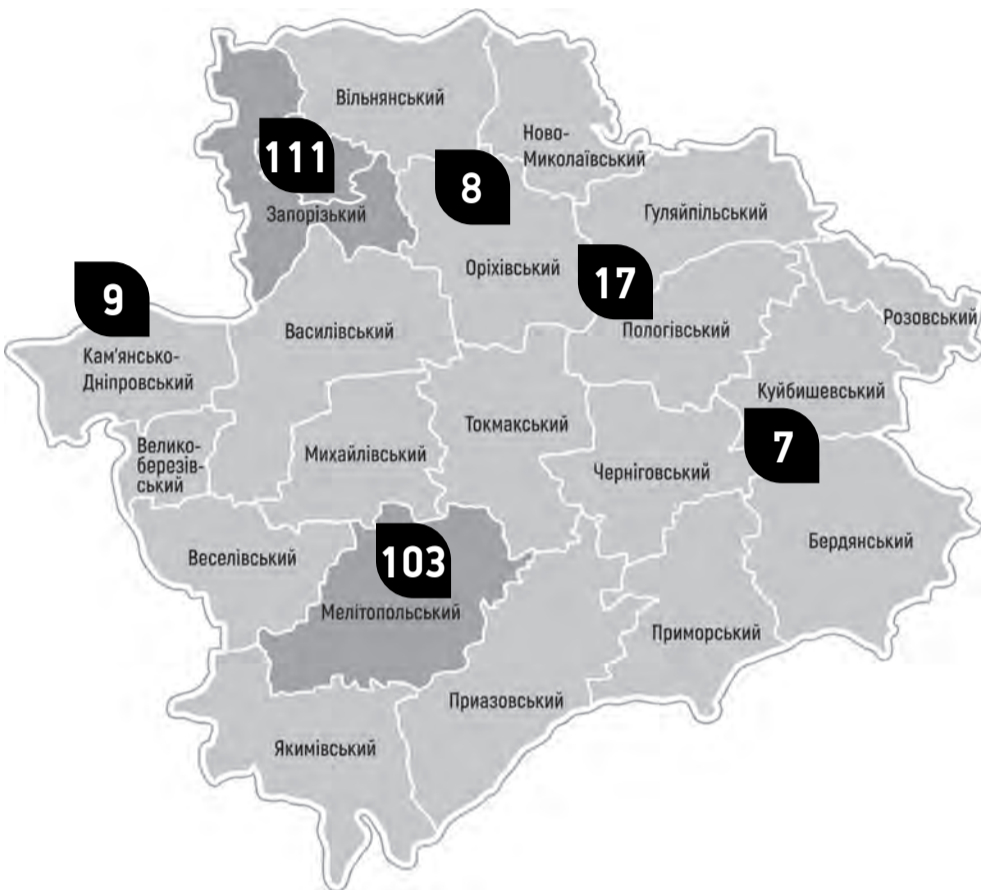 Вільнянський
Ново-
Миколаївський
111
8
Запорізький
Гуляйпільський
Оріхівський
17
9
Василівський
Пологівський
Розовський
Кам'янсько-
Дніпровський
Куйбишевський
Токмакський
7
Велико-
березів-
ський
Михайлівський
Черніговський
Веселівський
103
Бердянський
Мелітопольський
Приморський
Приазовський
Якимівський